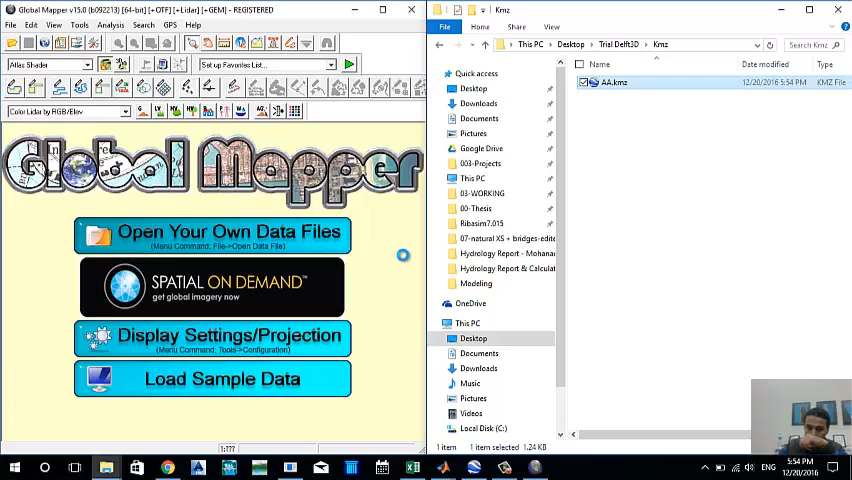 Global Mapper v15.0 (b092213) [64-bit] [+OTF] [+Lidar] [+GEM] - REGISTERED
File Edit View Tools Analysis Search GPS Help
Set up Favorites List...
Atlas Shader
Color Lidar by RGB/Elev
Global Mapper
Open Your Own Data Files
(Menu Command: File->Open Data File)
SPATIAL ON DEMAND™
get global imagery now
Display Settings/Projection
(Menu Command: Tools->Configuration)
Load Sample Data
1:???
Kmz
File Home Share View
This PC > Desktop > Trial Delft3D > Kmz
Search Kmz
Quick access
Desktop
Downloads
Documents
Pictures
Google Drive
003-Projects
This PC
03-WORKING
00-Thesis
Ribasim7.015
07-natural XS + bridges-edite
Hydrology Report - Mohana
Hydrology Report & Calculat
Modeling
OneDrive
This PC
Desktop
Documents
Downloads
Music
Pictures
Videos
Local Disk (C:)
Name Date modified Type
AA.kmz 12/20/2016 5:54 PM KMZ File
1 item 1 item selected 1.24 KB
ENG
5:54 PM
12/20/2016